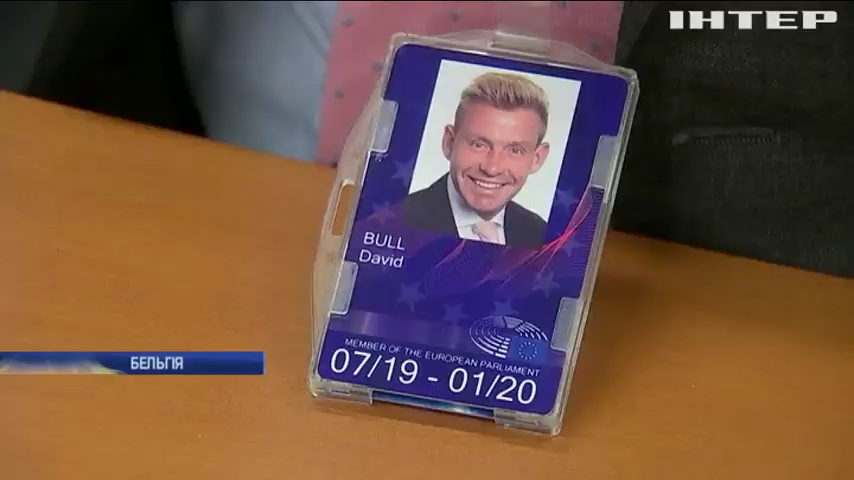 ІНТЕР
BULL
David
MEMBER OF THE EUROPEAN PARLIAMENT
07/19 - 01/20
БЕЛЬГІЯ